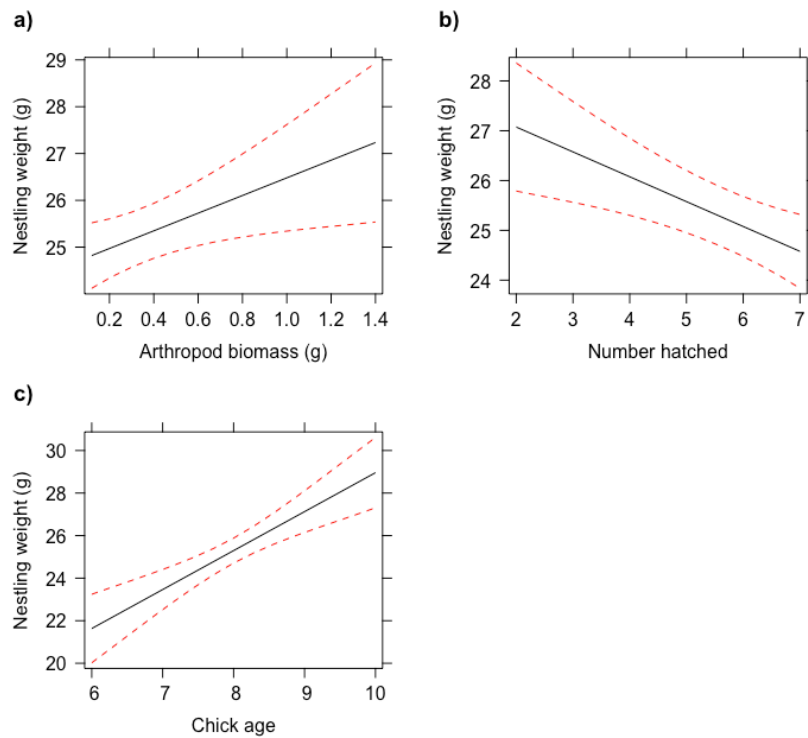 a)
29
28
27
26
25
Nestling weight (g)
0.2 0.4 0.6 0.8 1.0 1.2 1.4
Arthropod biomass (g)
b)
28
27
26
25
24
Nestling weight (g)
2 3 4 5 6 7
Number hatched
c)
30
28
26
24
22
20
Nestling weight (g)
6 7 8 9 10
Chick age